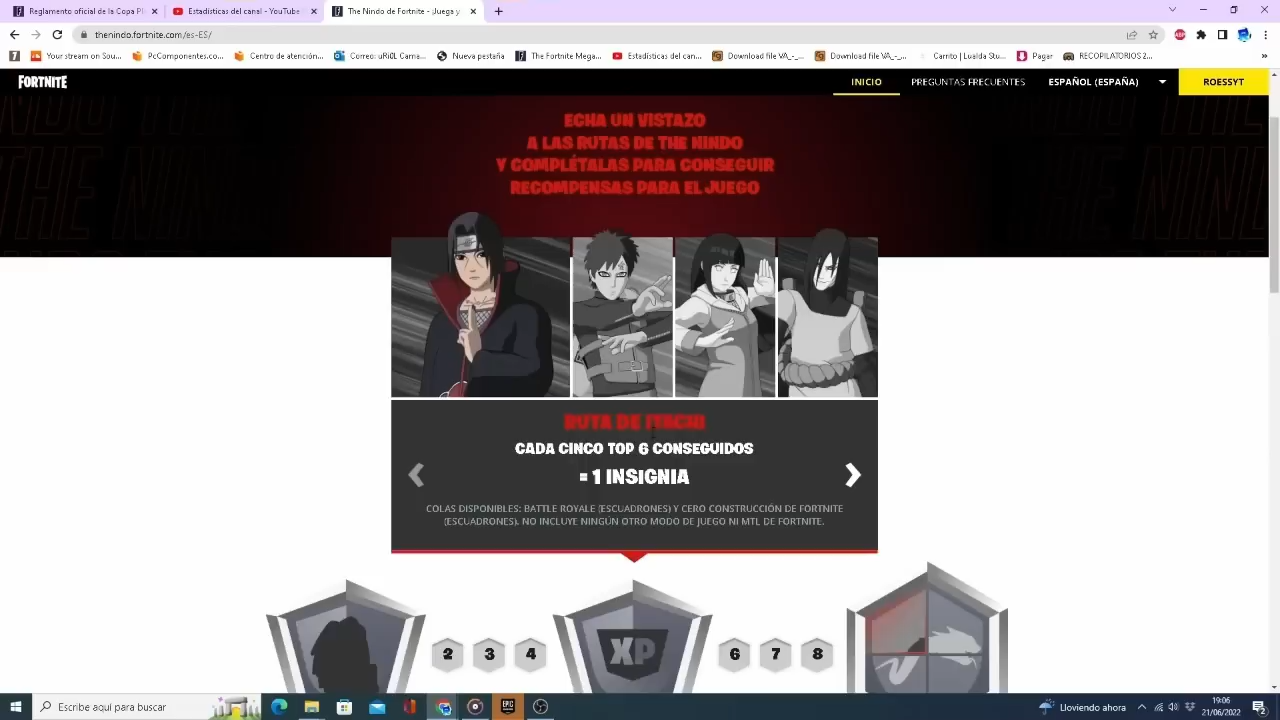 Reglamento oficial de la Copa Pl
Estadísticas del canal - YouTube
The Nindo de Fortnite - ¡Juega y
thenindo.fortnite.com/es-ES/
Your stream on Sou...
PcComponentes.co...
Centro de atención...
Correo: uRiOL Carre...
Nueva pestaña
The Fortnite Mega...
Estadísticas del can...
Download file VA_-_...
Download file VA_-_...
Carrito | Lualda Stu...
Pagar
RECOPILATORIOS 2...
»
FORTNITE
INICIO
PREGUNTAS FRECUENTES
ESPAÑOL (ESPAÑA)
ROESSYT
ECHA UN VISTAZO
A LAS RUTAS DE THE NINDO
Y COMPLÉTALAS PARA CONSEGUIR
RECOMPENSAS PARA EL JUEGO
RUTA DE ITACHI
CADA CINCO TOP 6 CONSEGUIDOS
= 1 INSIGNIA
COLAS DISPONIBLES: BATTLE ROYALE (ESCUADRONES) Y CERO CONSTRUCCIÓN DE FORTNITE
(ESCUADRONES). NO INCLUYE NINGÚN OTRO MODO DE JUEGO NI MTL DE FORTNITE.
2 3 4 XP 6 7 8
Escribe aquí para buscar
EPIC
Lloviendo ahora
19:06
21/06/2022
2